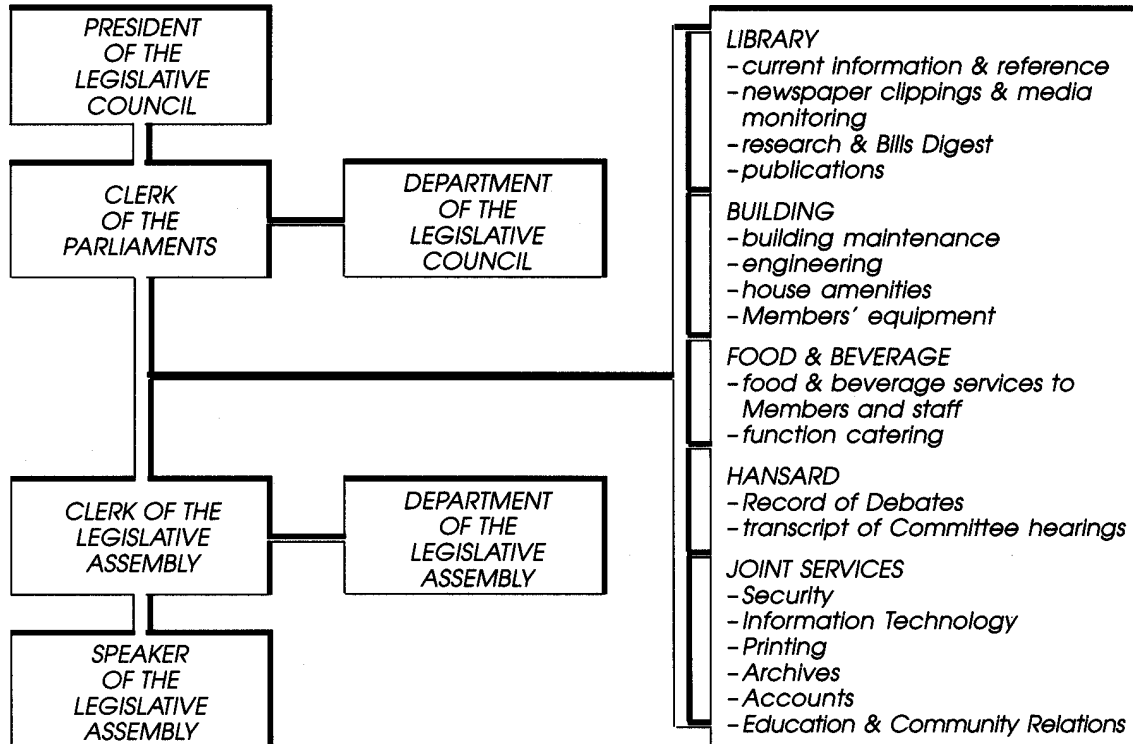 PRESIDENT
OF THE
LEGISLATIVE
COUNCIL
CLERK
OF THE
PARLIAMENTS
DEPARTMENT
OF THE
LEGISLATIVE
COUNCIL
CLERK OF THE
LEGISLATIVE
ASSEMBLY
DEPARTMENT
OF THE
LEGISLATIVE
ASSEMBLY
SPEAKER
OF THE
LEGISLATIVE
ASSEMBLY
LIBRARY
-current information & reference
-newspaper clippings & media
monitoring
-research & Bills Digest
-publications
BUILDING
-building maintenance
-engineering
-house amenities
-Members' equipment
FOOD & BEVERAGE
-food & beverage services to
Members and staff
-function catering
HANSARD
-Record of Debates
-transcript of Committee hearings
JOINT SERVICES
-Security
-Information Technology
-Printing
-Archives
-Accounts
-Education & Community Relations